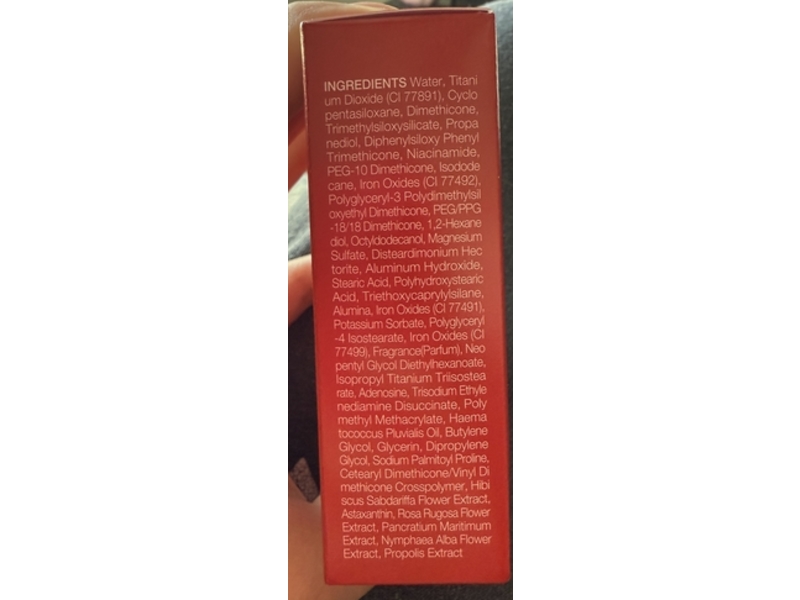 INGREDIENTS Water, Titani
um Dioxide (CI 77891), Cyclo
pentasiloxane, Dimethicone,
Trimethylsiloxysilicate, Propa
nediol, Diphenylsiloxy Phenyl
Trimethicone, Niacinamide,
PEG-10 Dimethicone, Isodode
cane, Iron Oxides (CI 77492),
Polyglyceryl-3 Polydimethylsil
oxyethyl Dimethicone, PEG/PPG
-18/18 Dimethicone, 1,2-Hexane
diol, Octyldodecanol, Magnesium
Sulfate, Disteardimonium Hec
torite, Aluminum Hydroxide,
Stearic Acid, Polyhydroxystearic
Acid, Triethoxycaprylylsilane,
Alumina, Iron Oxides (CI 77491),
Potassium Sorbate, Polyglyceryl
-4 Isostearate, Iron Oxides (CI
77499), Fragrance(Parfum), Neo
pentyl Glycol Diethylhexanoate,
Isopropyl Titanium Triisostea
rate, Adenosine, Trisodium Ethyle
nediamine Disuccinate, Poly
methyl Methacrylate, Haema
tococcus Pluvialis Oil, Butylene
Glycol, Glycerin, Dipropylene
Glycol, Sodium Palmitoyl Proline,
Cetearyl Dimethicone/Vinyl Di
methicone Crosspolymer, Hibi
scus Sabdariffa Flower Extract,
Astaxanthin, Rosa Rugosa Flower
Extract, Pancratium Maritimum
Extract, Nymphaea Alba Flower
Extract, Propolis Extract